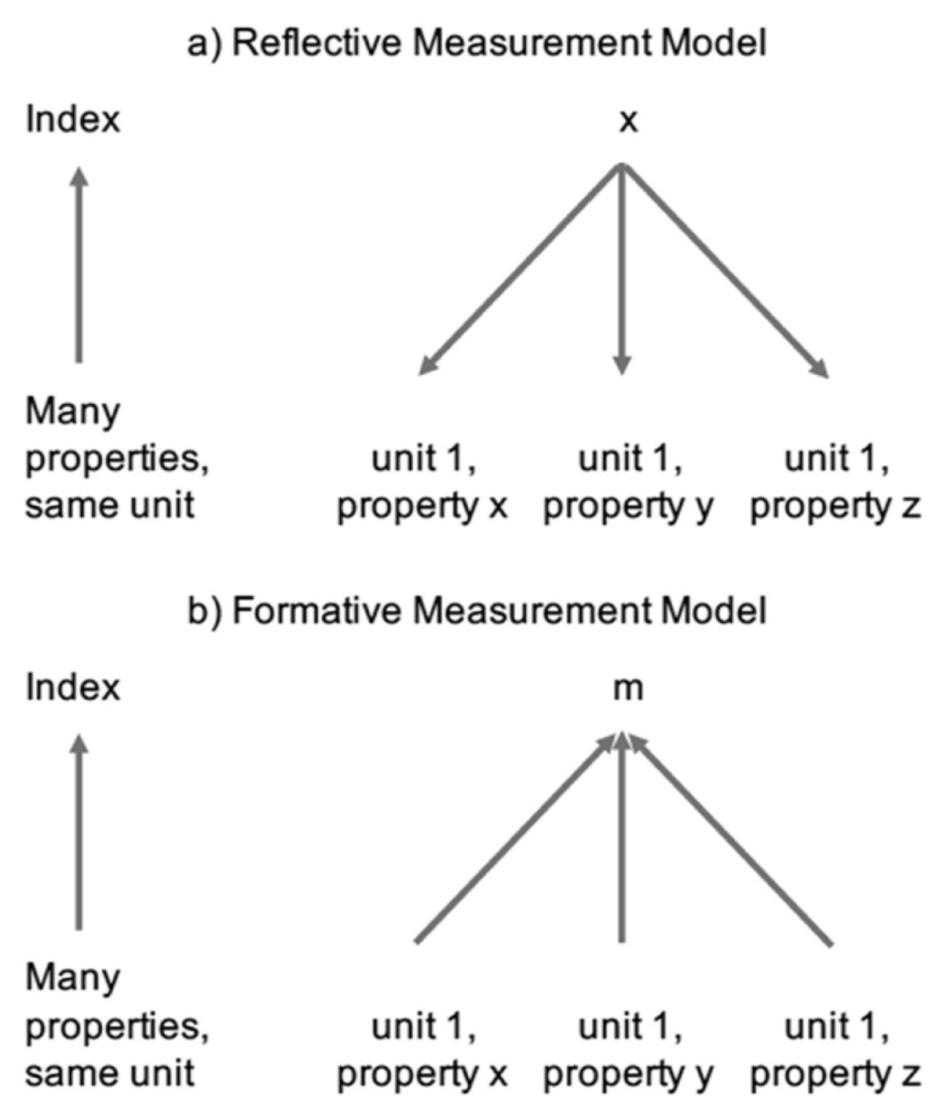 a) Reflective Measurement Model
Index
x
Many
properties,
same unit
unit 1,
property x
unit 1,
property y
unit 1,
property z
b) Formative Measurement Model
Index
m
Many
properties,
same unit
unit 1,
property x
unit 1,
property y
unit 1,
property z